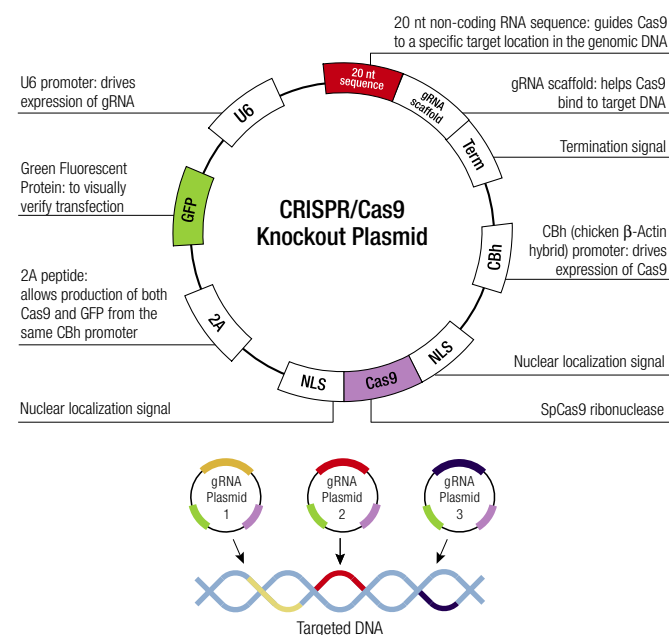 20 nt non-coding RNA sequence: guides Cas9
to a specific target location in the genomic DNA
U6 promoter: drives
expression of gRNA
20 nt
sequence
gRNA
scaffold
gRNA scaffold: helps Cas9
bind to target DNA
U6
Term
Termination signal
Green Fluorescent
Protein: to visually
verify transfection
GFP
CRISPR/Cas9
Knockout Plasmid
CBh
CBh (chicken β-Actin
hybrid) promoter: drives
expression of Cas9
2A peptide:
allows production of both
Cas9 and GFP from the
same CBh promoter
2A
NLS
Cas9
NLS
Nuclear localization signal
Nuclear localization signal
SpCas9 ribonuclease
gRNA
Plasmid
1
gRNA
Plasmid
2
gRNA
Plasmid
3
Targeted DNA